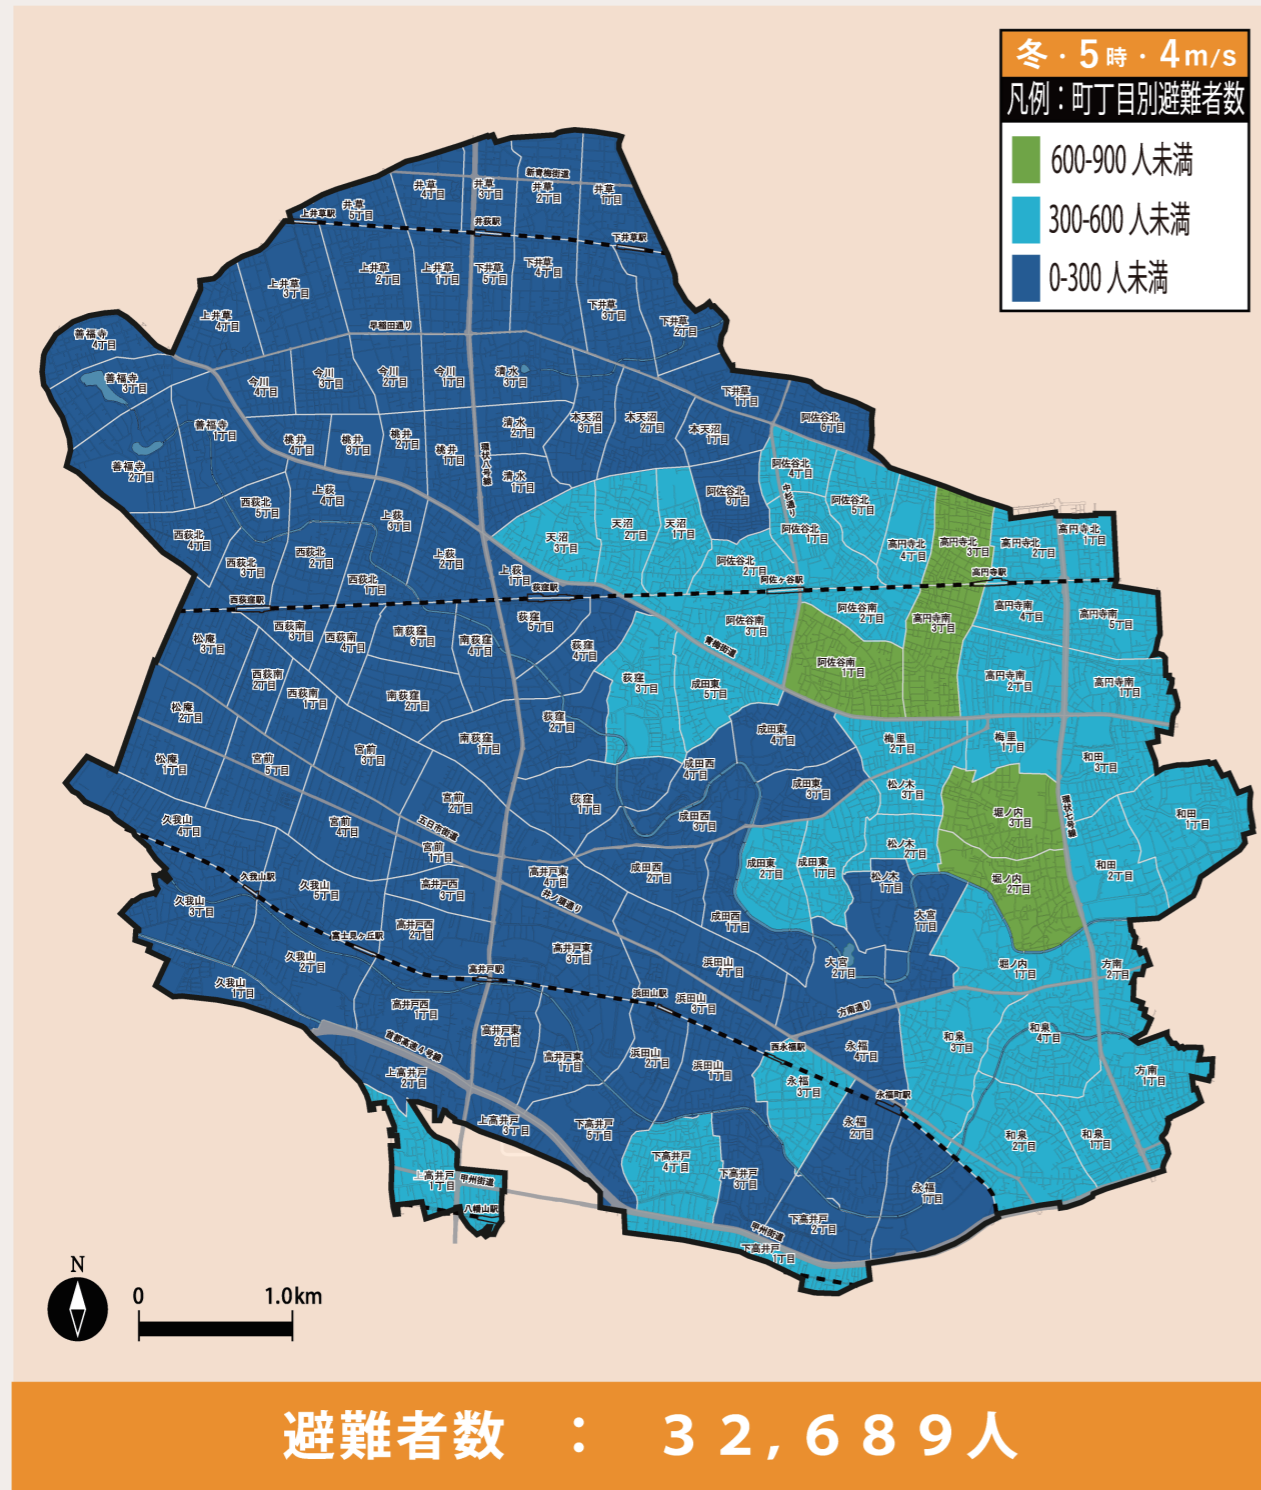 冬・5時・4m/s
凡例：町丁目別避難者数
600-900人未満
300-600人未満
0-300人未満
新青梅街道
井草
4丁目
井草
3丁目
井草
2丁目
井草
1丁目
井草
5丁目
上井草駅
井荻駅
下井草駅
上井草
3丁目
上井草
2丁目
上井草
1丁目
下井草
5丁目
下井草
4丁目
下井草
3丁目
下井草
2丁目
上井草
4丁目
早稲田通り
善福寺
4丁目
善福寺
3丁目
今川
4丁目
今川
3丁目
今川
2丁目
今川
1丁目
清水
3丁目
下井草
1丁目
善福寺
1丁目
善福寺
2丁目
桃井
4丁目
桃井
3丁目
桃井
2丁目
桃井
1丁目
環状八号線
清水
2丁目
清水
1丁目
本天沼
3丁目
本天沼
2丁目
本天沼
1丁目
阿佐谷北
6丁目
阿佐谷北
4丁目
阿佐谷北
3丁目
中杉通り
阿佐谷北
5丁目
阿佐谷北
1丁目
阿佐谷北
2丁目
西荻北
5丁目
上荻
4丁目
上荻
3丁目
西荻北
4丁目
西荻北
3丁目
西荻北
2丁目
西荻北
1丁目
上荻
2丁目
上荻
1丁目
天沼
3丁目
天沼
2丁目
天沼
1丁目
高円寺北
4丁目
高円寺北
3丁目
高円寺北
2丁目
高円寺北
1丁目
西荻窪駅
荻窪駅
阿佐ヶ谷駅
高円寺駅
松庵
3丁目
西荻南
3丁目
西荻南
4丁目
南荻窪
3丁目
南荻窪
4丁目
荻窪
5丁目
荻窪
4丁目
阿佐谷南
3丁目
阿佐谷南
2丁目
高円寺南
3丁目
高円寺南
4丁目
高円寺南
5丁目
青梅街道
西荻南
2丁目
西荻南
1丁目
南荻窪
2丁目
荻窪
3丁目
成田東
5丁目
阿佐谷南
1丁目
高円寺南
2丁目
高円寺南
1丁目
松庵
2丁目
荻窪
2丁目
成田東
4丁目
梅里
2丁目
梅里
1丁目
松庵
1丁目
宮前
5丁目
宮前
3丁目
南荻窪
1丁目
成田西
4丁目
成田東
3丁目
松ノ木
3丁目
和田
3丁目
宮前
2丁目
荻窪
1丁目
成田西
3丁目
堀ノ内
3丁目
環状七号線
和田
1丁目
久我山
4丁目
宮前
4丁目
五日市街道
宮前
1丁目
松ノ木
2丁目
久我山駅
久我山
5丁目
高井戸西
3丁目
高井戸東
4丁目
成田西
2丁目
成田東
2丁目
成田東
1丁目
松ノ木
1丁目
堀ノ内
2丁目
和田
2丁目
久我山
3丁目
井ノ頭通り
成田西
1丁目
大宮
1丁目
富士見ヶ丘駅
高井戸西
2丁目
高井戸東
3丁目
久我山
2丁目
高井戸駅
浜田山
4丁目
大宮
2丁目
堀ノ内
1丁目
方南
2丁目
久我山
1丁目
高井戸西
1丁目
浜田山駅
浜田山
3丁目
方南通り
首都高速4号線
高井戸東
2丁目
高井戸東
1丁目
浜田山
2丁目
浜田山
1丁目
西永福駅
永福
4丁目
和泉
3丁目
和泉
4丁目
上高井戸
2丁目
永福
3丁目
永福町駅
方南
1丁目
上高井戸
3丁目
下高井戸
5丁目
永福
2丁目
和泉
2丁目
和泉
1丁目
上高井戸
1丁目
甲州街道
八幡山駅
下高井戸
4丁目
下高井戸
3丁目
永福
1丁目
下高井戸
2丁目
甲州街道
下高井戸
1丁目
N
0 1.0km
避難者数 ： 32,689人